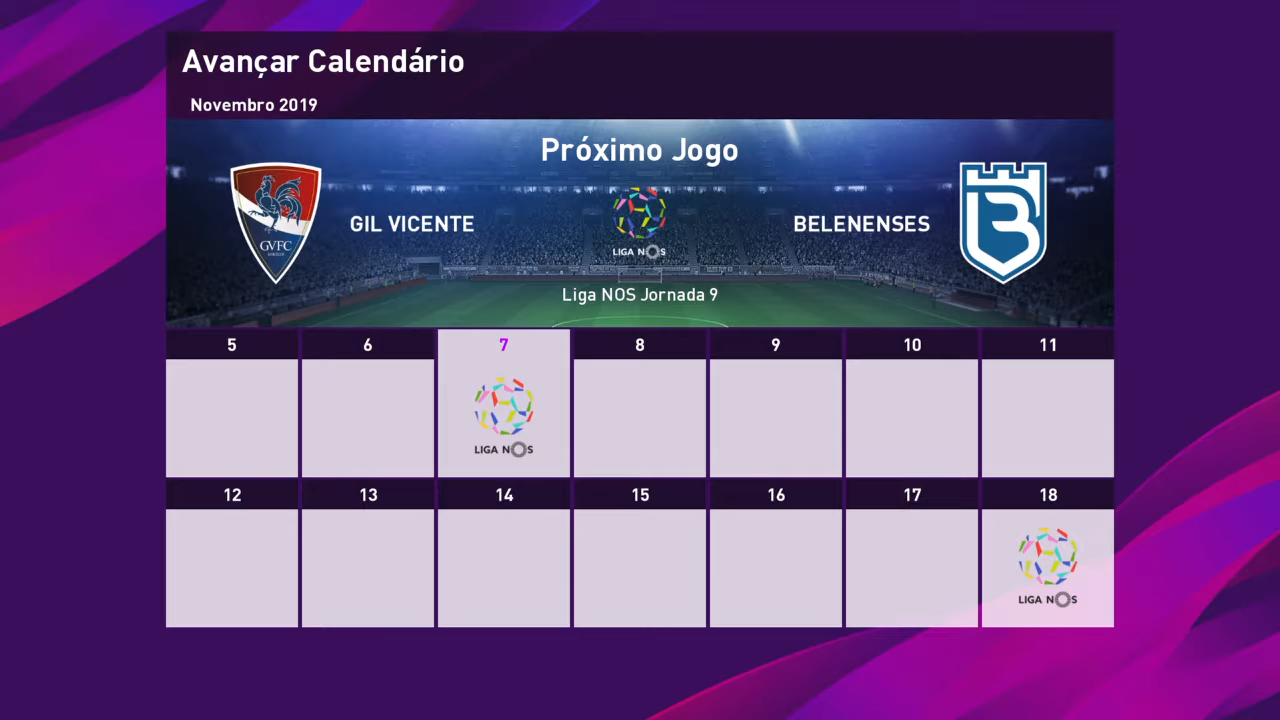 Avançar Calendário
Novembro 2019
Próximo Jogo
GVFC
GIL VICENTE
LIGA NOS
BELENENSES
B
Liga NOS Jornada 9
5 6 7 8 9 10 11
LIGA NOS
12 13 14 15 16 17 18
LIGA NOS